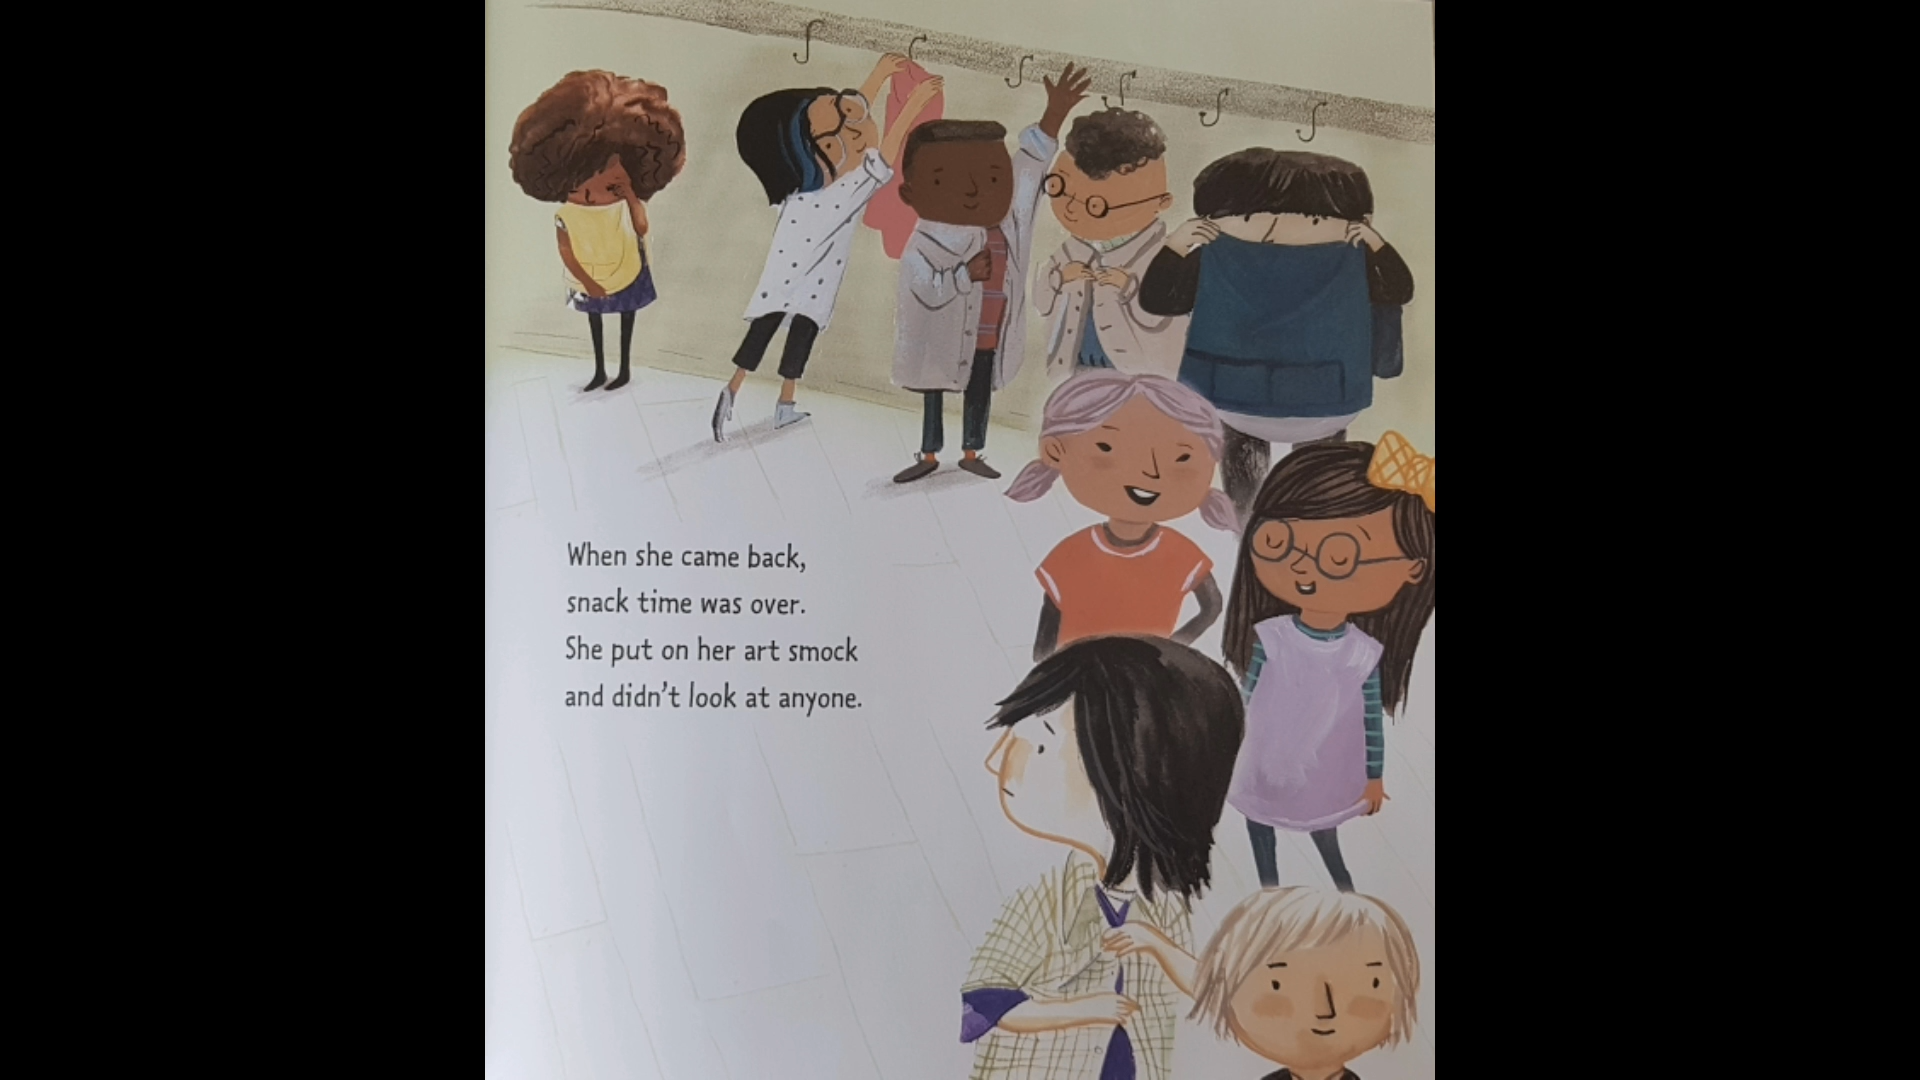 When she came back,
snack time was over.
She put on her art smock
and didn't look at anyone.